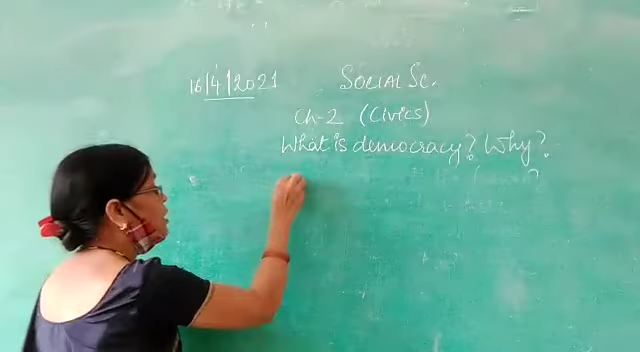 16/4/2021
SOCIAL Sc.
Ch-2 (Civics)
What is democracy? Why?
?